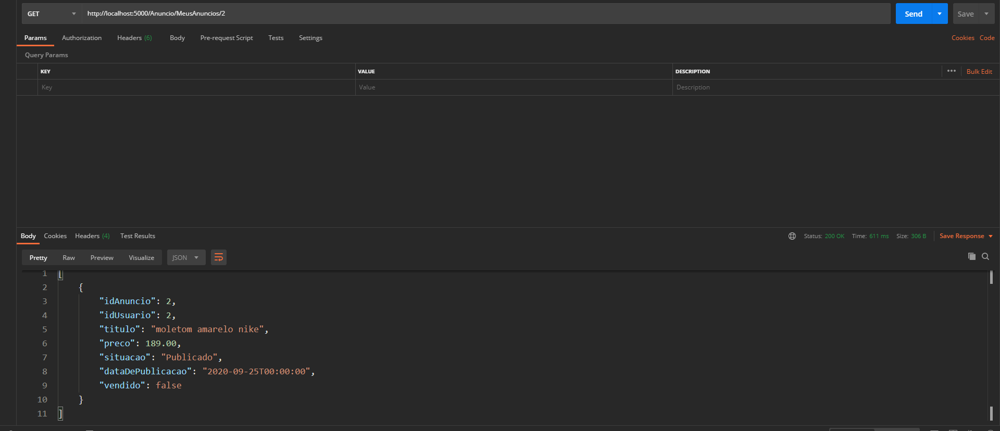 GET http://localhost:5000/Anuncio/MeusAnuncios/2 Send Save
Params Authorization Headers (6) Body Pre-request Script Tests Settings Cookies Code
Query Params
KEY VALUE DESCRIPTION ••• Bulk Edit
Key Value Description
Body Cookies Headers (4) Test Results Status: 200 OK Time: 611 ms Size: 306 B Save Response
Pretty Raw Preview Visualize JSON
1 [
2 {
3 "idAnuncio": 2,
4 "idUsuario": 2,
5 "titulo": "moletom amarelo nike",
6 "preco": 189.00,
7 "situacao": "Publicado",
8 "dataDePublicacao": "2020-09-25T00:00:00",
9 "vendido": false
10 }
11 ]